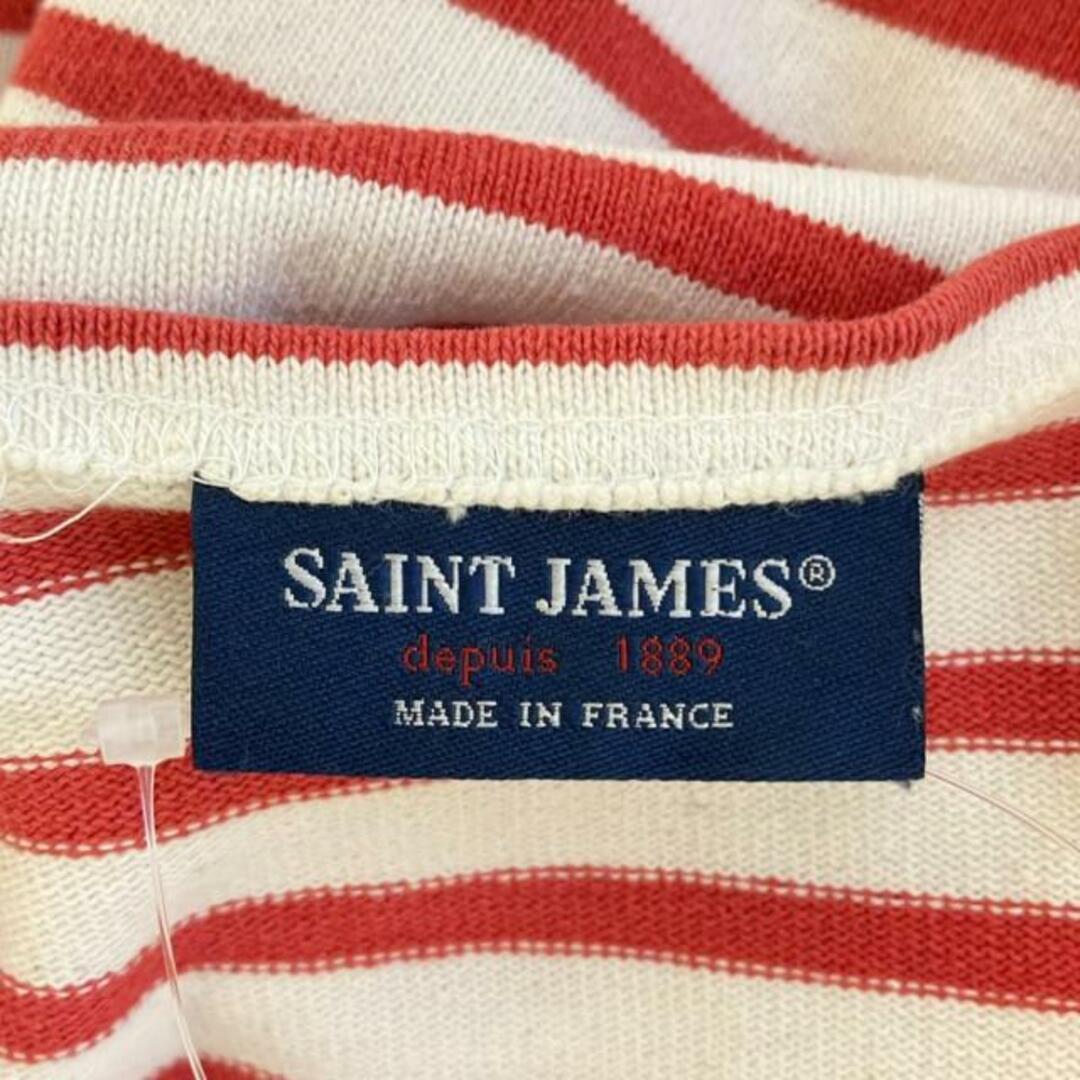 SAINT JAMES®
depuis 1889
MADE IN FRANCE